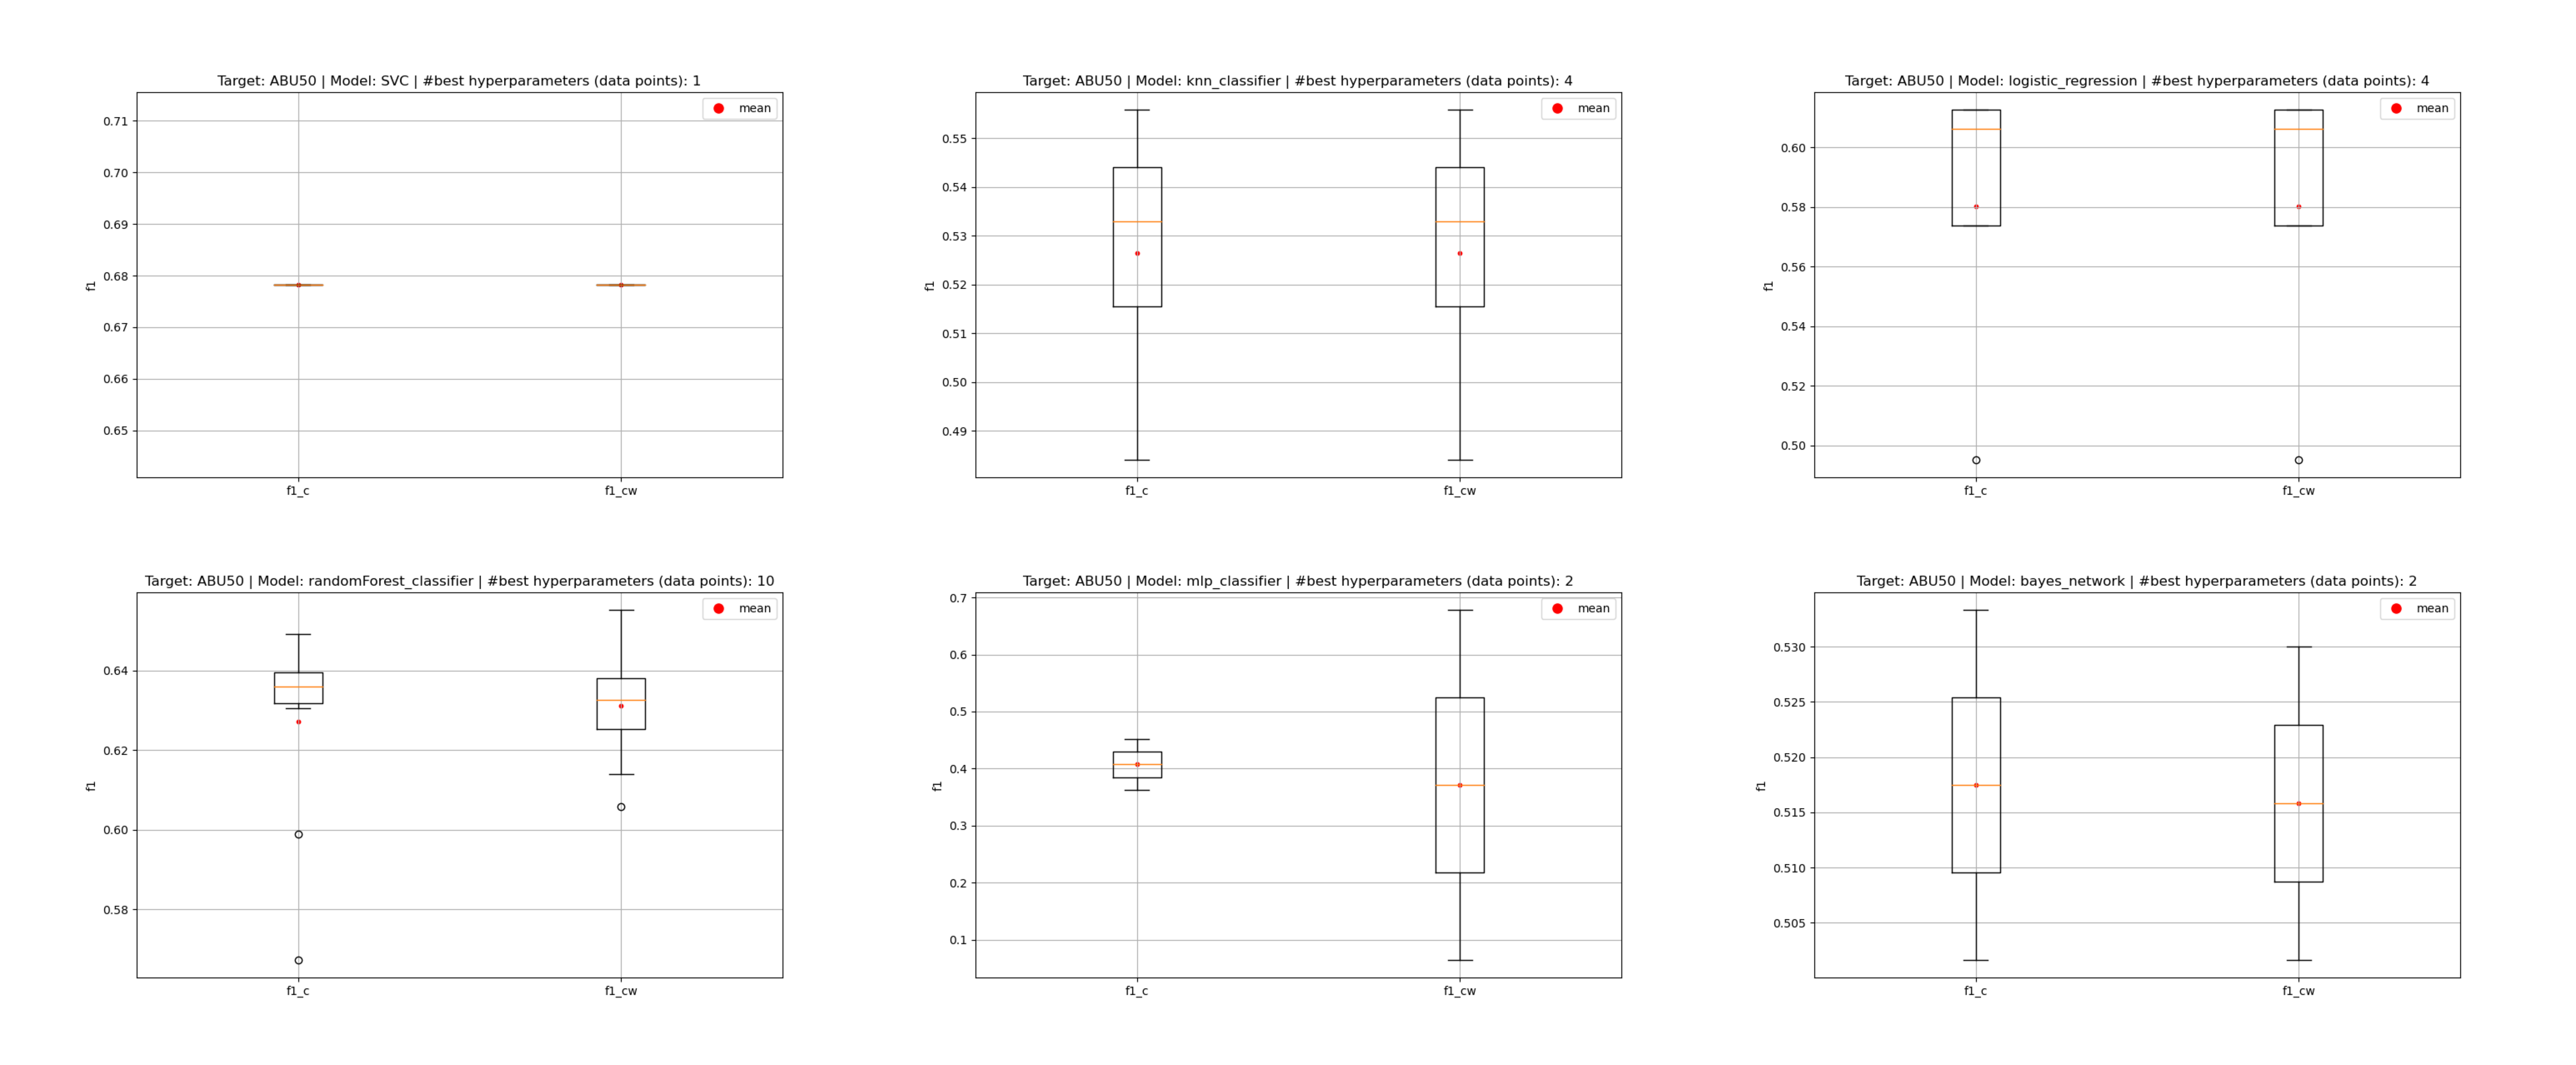 Target: ABU50 | Model: SVC | #best hyperparameters (data points): 1
mean
0.71
0.70
0.69
0.68
0.67
0.66
0.65
f1
f1_c
f1_cw
Target: ABU50 | Model: knn_classifier | #best hyperparameters (data points): 4
mean
0.55
0.54
0.53
0.52
0.51
0.50
0.49
f1
f1_c
f1_cw
Target: ABU50 | Model: logistic_regression | #best hyperparameters (data points): 4
mean
0.60
0.58
0.56
0.54
0.52
0.50
f1
f1_c
f1_cw
Target: ABU50 | Model: randomForest_classifier | #best hyperparameters (data points): 10
mean
0.64
0.62
0.60
0.58
f1
f1_c
f1_cw
Target: ABU50 | Model: mlp_classifier | #best hyperparameters (data points): 2
mean
0.7
0.6
0.5
0.4
0.3
0.2
0.1
f1
f1_c
f1_cw
Target: ABU50 | Model: bayes_network | #best hyperparameters (data points): 2
mean
0.530
0.525
0.520
0.515
0.510
0.505
f1
f1_c
f1_cw